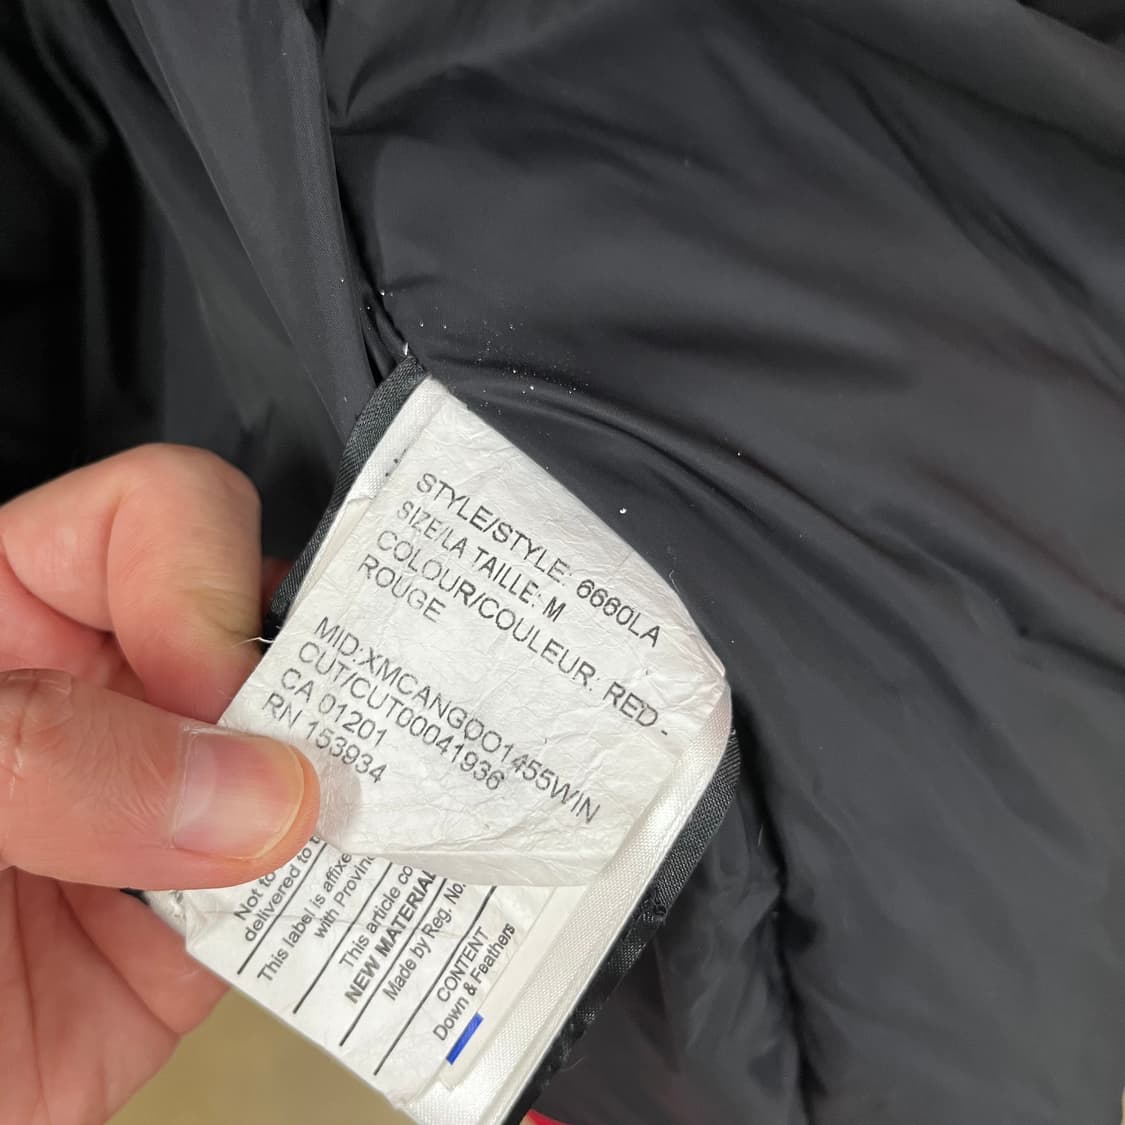 STYLE/STYLE: 6660LA
SIZE/LA TAILLE: M
COLOUR/COULEUR: RED -
ROUGE
MID:XMCANGOO1455WIN
CUT/CUT00041936
CA 01201
RN 153934
Not to
delivered to
This label is affixe
with Provin
This article co
NEW MATERIAL
Made by Reg. No.
CONTENT
Down & Feathers